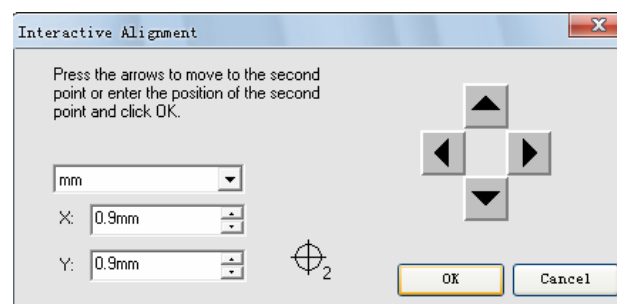 Interactive Alignment
Press the arrows to move to the second
point or enter the position of the second
point and click OK.
mm
X: 0.9mm
Y: 0.9mm
2
OK Cancel